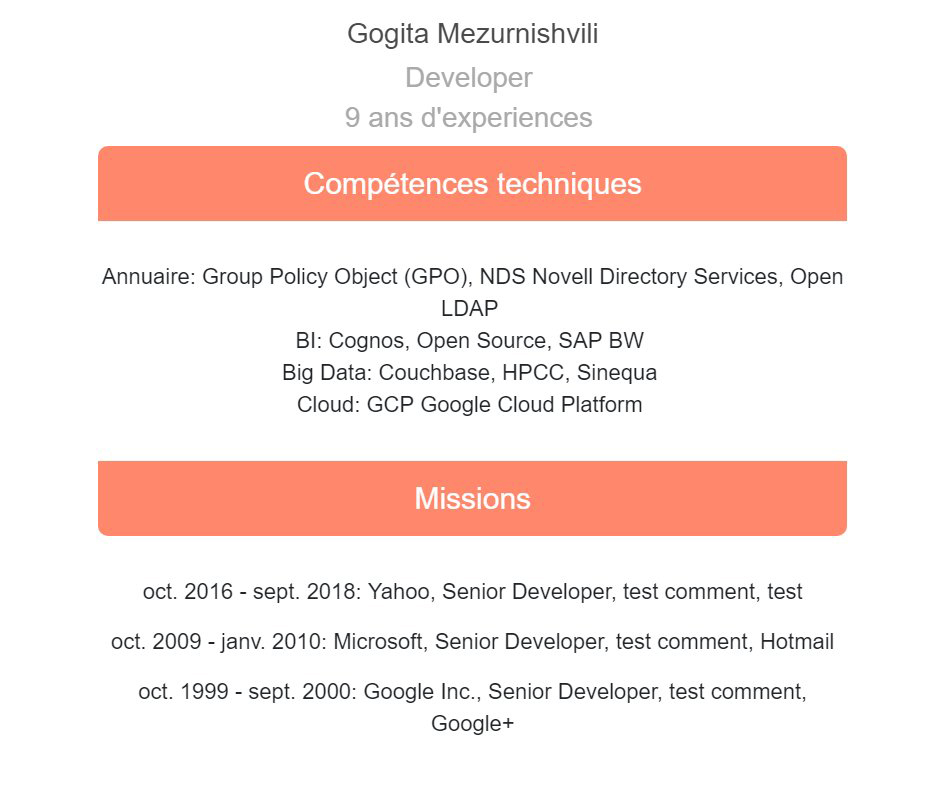 Gogita Mezurnishvili
Developer
9 ans d'experiences
Compétences techniques
Annuaire: Group Policy Object (GPO), NDS Novell Directory Services, Open
LDAP
BI: Cognos, Open Source, SAP BW
Big Data: Couchbase, HPCC, Sinequa
Cloud: GCP Google Cloud Platform
Missions
oct. 2016 - sept. 2018: Yahoo, Senior Developer, test comment, test
oct. 2009 - janv. 2010: Microsoft, Senior Developer, test comment, Hotmail
oct. 1999 - sept. 2000: Google Inc., Senior Developer, test comment,
Google+